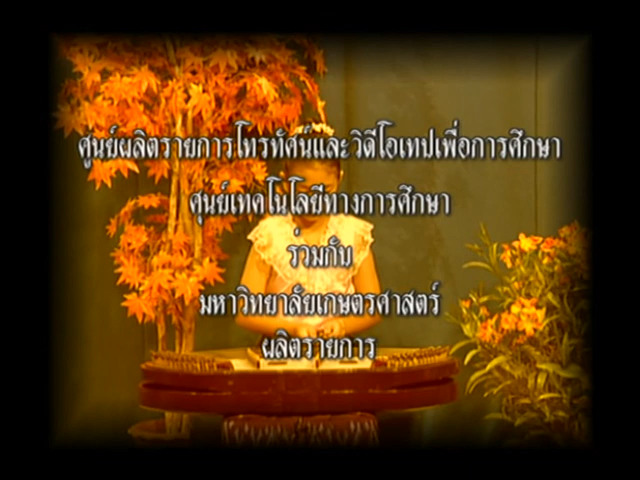 ศูนย์ผลิตรายการโทรทัศน์และวิดีโอเทปเพื่อการศึกษา
ศูนย์เทคโนโลยีทางการศึกษา
ร่วมกับ
มหาวิทยาลัยเกษตรศาสตร์
ผลิตรายการ